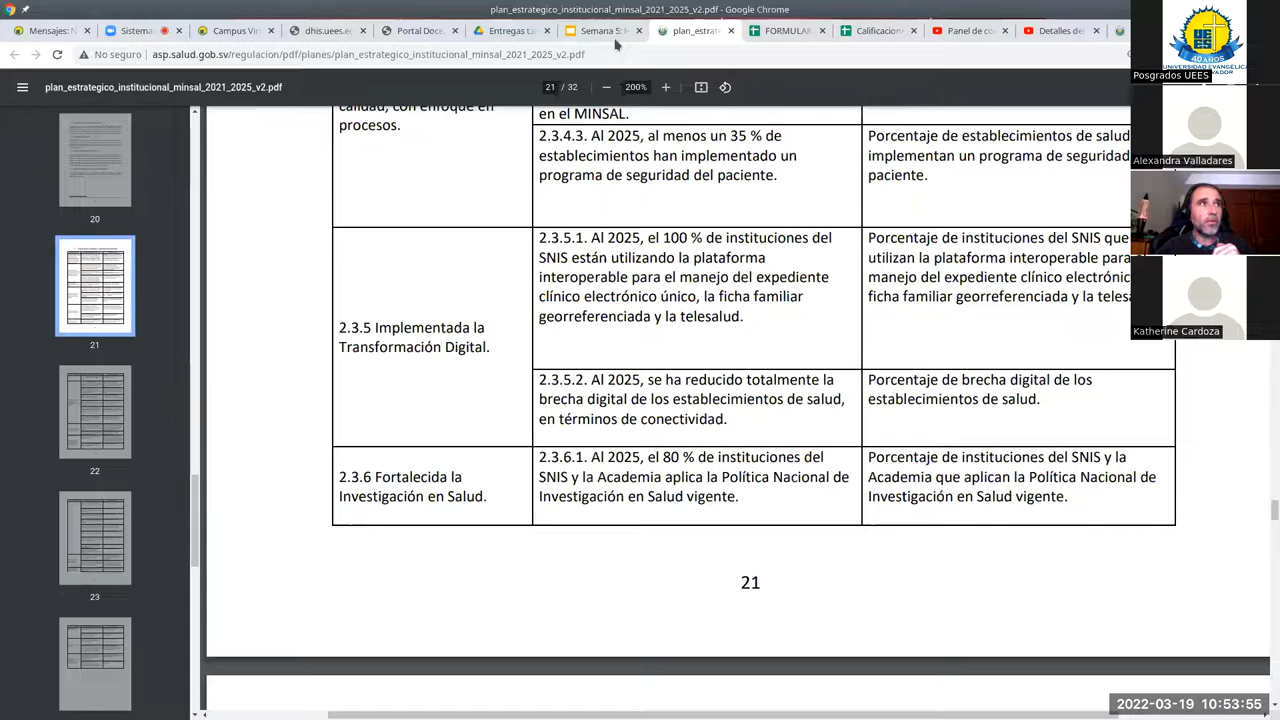 plan_estrategico_institucional_minsal_2021_2025_v2.pdf - Google Chrome
Mensajes: N
Sistema
Campus Vir
dhis.uees.ec
Portal Doce
Entregas ta
Semana 5:
plan_estrat
FORMULAR
Calificacion
Panel de co
Detalles del
No seguro
asp.salud.gob.sv/regulacion/pdf/planes/plan_estrategico_institucional_minsal_2021_2025_v2.pdf
plan_estrategico_institucional_minsal_2021_2025_v2.pdf
21 / 32
200%
UEES
40 AÑOS
UNIVERSIDAD EVANGÉLICA
Posgrados UEES
Alexandra Valladares
Katherine Cardoza
20
21
22
23
calidad, con enfoque en
procesos.
en el MINSAL.
2.3.4.3. Al 2025, al menos un 35 % de
establecimientos han implementado un
programa de seguridad del paciente.
Porcentaje de establecimientos de salud
implementan un programa de seguridad
paciente.
2.3.5 Implementada la
Transformación Digital.
2.3.5.1. Al 2025, el 100 % de instituciones del
SNIS están utilizando la plataforma
interoperable para el manejo del expediente
clínico electrónico único, la ficha familiar
georreferenciada y la telesalud.
Porcentaje de instituciones del SNIS que
utilizan la plataforma interoperable para
manejo del expediente clínico electrónic
ficha familiar georreferenciada y la telesa
2.3.5.2. Al 2025, se ha reducido totalmente la
brecha digital de los establecimientos de salud,
en términos de conectividad.
Porcentaje de brecha digital de los
establecimientos de salud.
2.3.6 Fortalecida la
Investigación en Salud.
2.3.6.1. Al 2025, el 80 % de instituciones del
SNIS y la Academia aplica la Política Nacional de
Investigación en Salud vigente.
Porcentaje de instituciones del SNIS y la
Academia que aplican la Política Nacional de
Investigación en Salud vigente.
21
2022-03-19 10:53:55